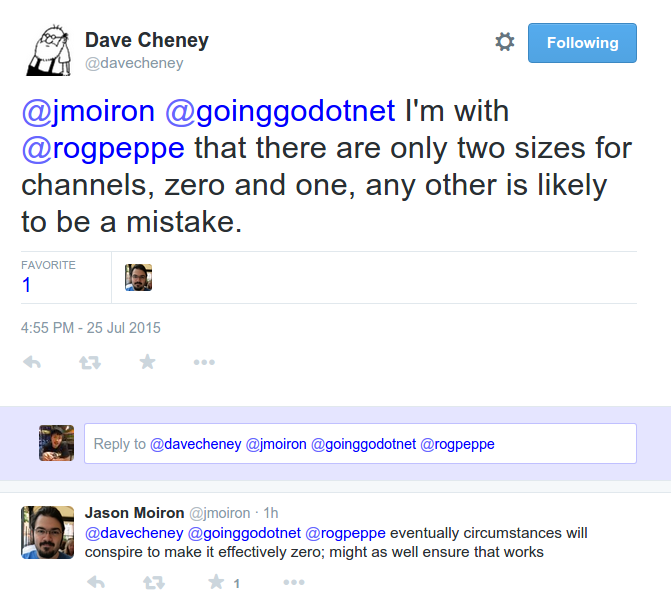 Dave Cheney
@davecheney
Following
@jmoiron @goinggodotnet I'm with
@rogpeppe that there are only two sizes for
channels, zero and one, any other is likely
to be a mistake.
FAVORITE
1
4:55 PM - 25 Jul 2015
Reply to @davecheney @jmoiron @goinggodotnet @rogpeppe
Jason Moiron @jmoiron · 1h
@davecheney @goinggodotnet @rogpeppe eventually circumstances will
conspire to make it effectively zero; might as well ensure that works
1